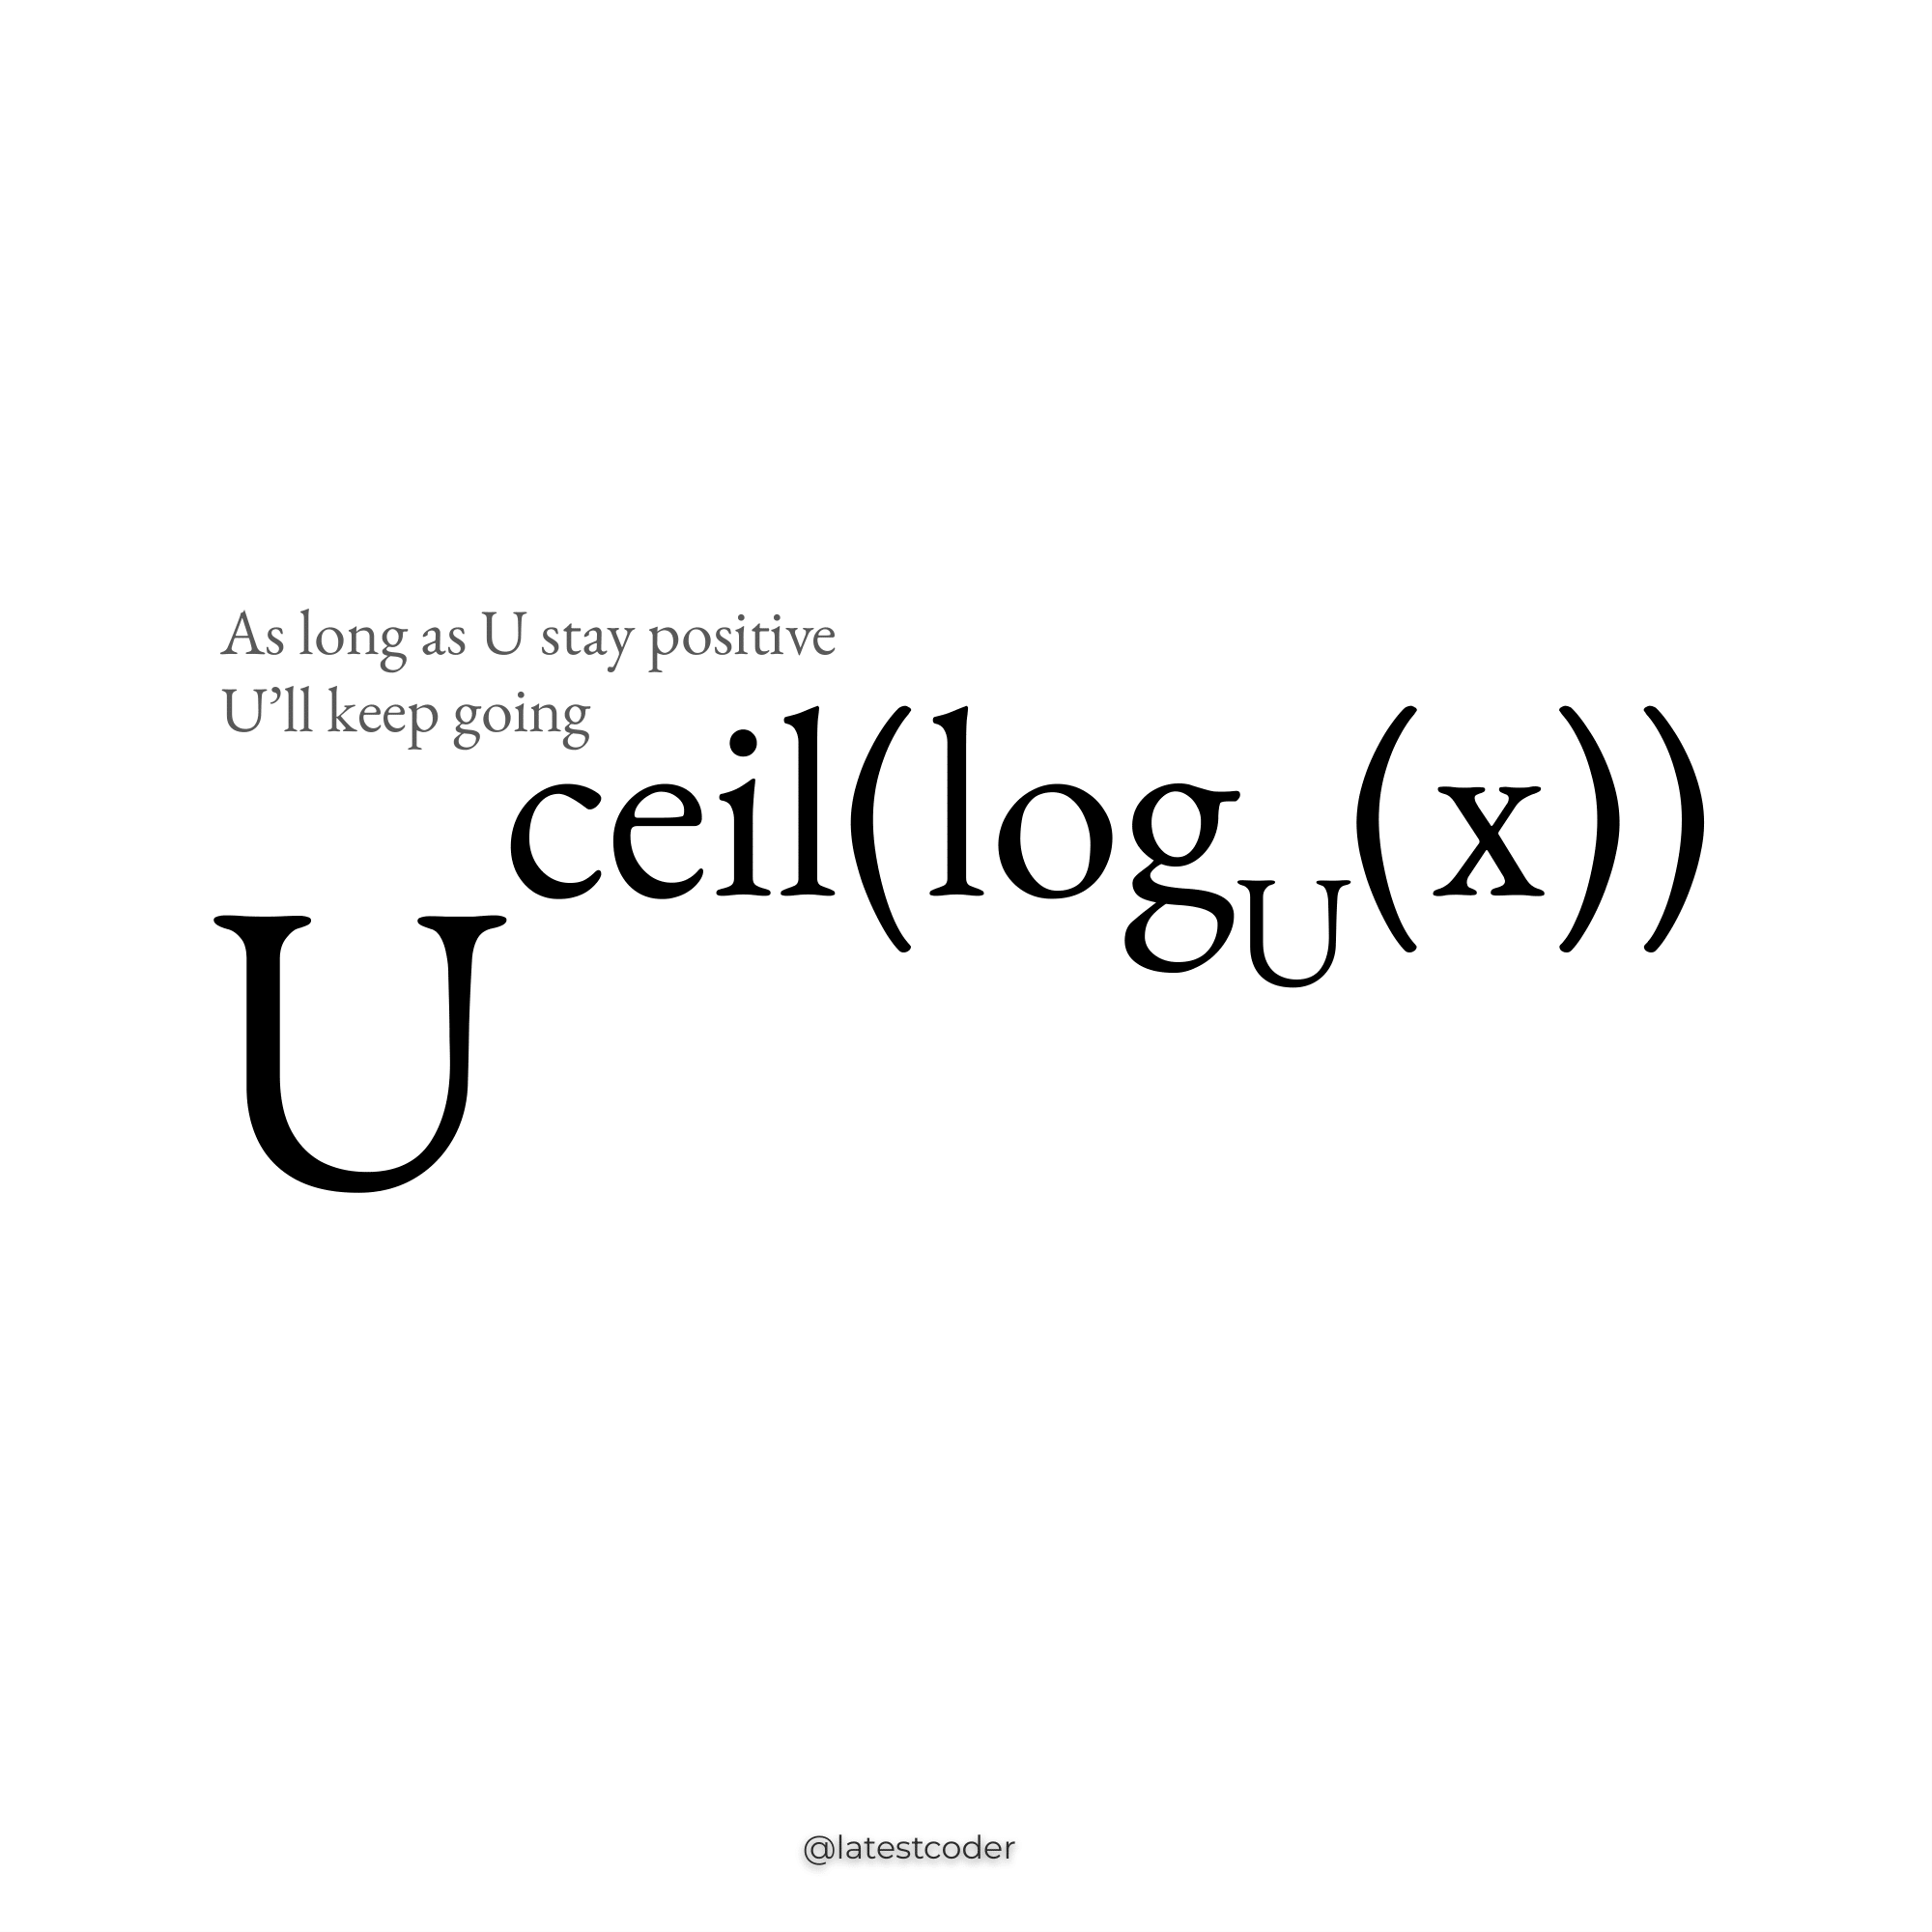 As long as U stay positive
U’ll keep going
U^ceil(log_U(x))
@latestcoder